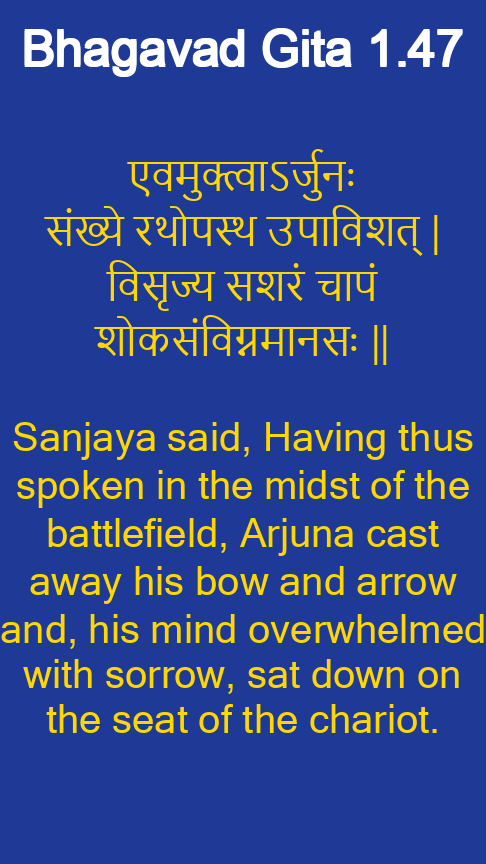 Bhagavad Gita 1.47
एवमुक्त्वाऽर्जुनः
संख्ये रथोपस्थ उपाविशत् |
विसृज्य सशरं चापं
शोकसंविग्नमानसः ||
Sanjaya said, Having thus
spoken in the midst of the
battlefield, Arjuna cast
away his bow and arrow
and, his mind overwhelmed
with sorrow, sat down on
the seat of the chariot.